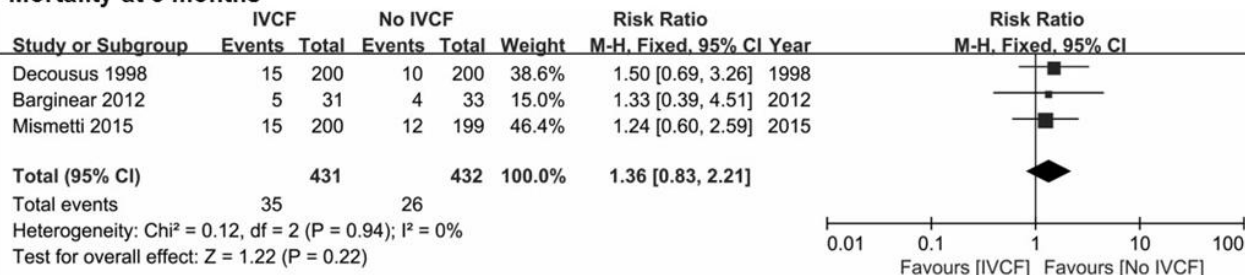 IVCF No IVCF Risk Ratio Risk Ratio
Study or Subgroup Events Total Events Total Weight M-H, Fixed, 95% CI Year M-H, Fixed, 95% CI
Decousus 1998 15 200 10 200 38.6% 1.50 [0.69, 3.26] 1998
Barginear 2012 5 31 4 33 15.0% 1.33 [0.39, 4.51] 2012
Mismetti 2015 15 200 12 199 46.4% 1.24 [0.60, 2.59] 2015
Total (95% CI) 431 432 100.0% 1.36 [0.83, 2.21]
Total events 35 26
Heterogeneity: Chi² = 0.12, df = 2 (P = 0.94); I² = 0%
Test for overall effect: Z = 1.22 (P = 0.22)
0.01 0.1 1 10 100
Favours [IVCF] Favours [No IVCF]